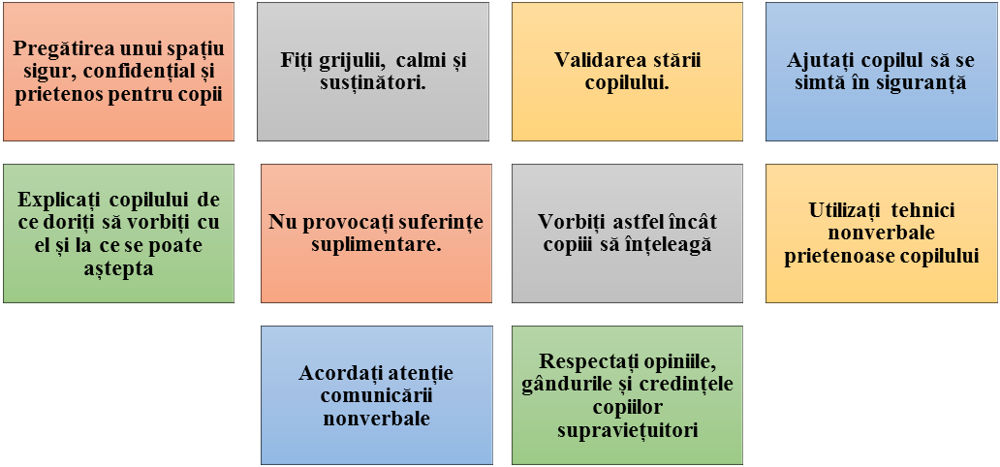 Pregătirea unui spațiu
sigur, confidențial și
prietenos pentru copii
Fiți grijulii, calmi și
susținători.
Validarea stării
copilului.
Ajutați copilul să se
simtă în siguranță
Explicați copilului de
ce doriți să vorbiți cu
el și la ce se poate
aștepta
Nu provocați suferințe
suplimentare.
Vorbiți astfel încât
copiii să înțeleagă
Utilizați tehnici
nonverbale
prietenoase copilului
Acordați atenție
comunicării
nonverbale
Respectați opiniile,
gândurile și credințele
copiilor
supraviețuitori